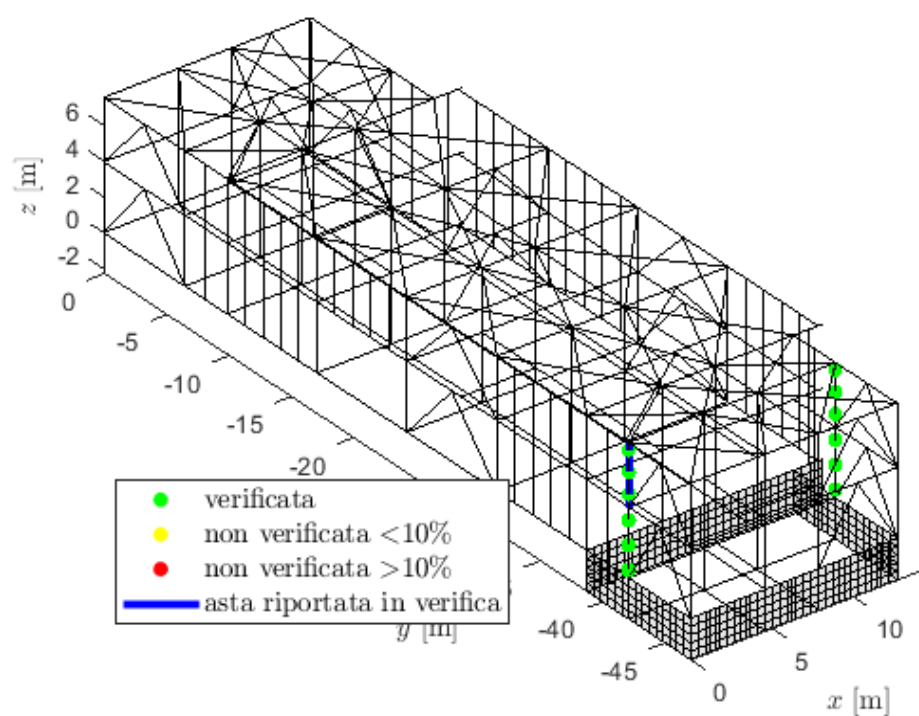 6
4
2
0
-2
z [m]
0
-5
-10
-15
-20
verificata
non verificata <10%
non verificata >10%
asta riportata in verifica
y [m]
-40
-45
0
5
10
x [m]